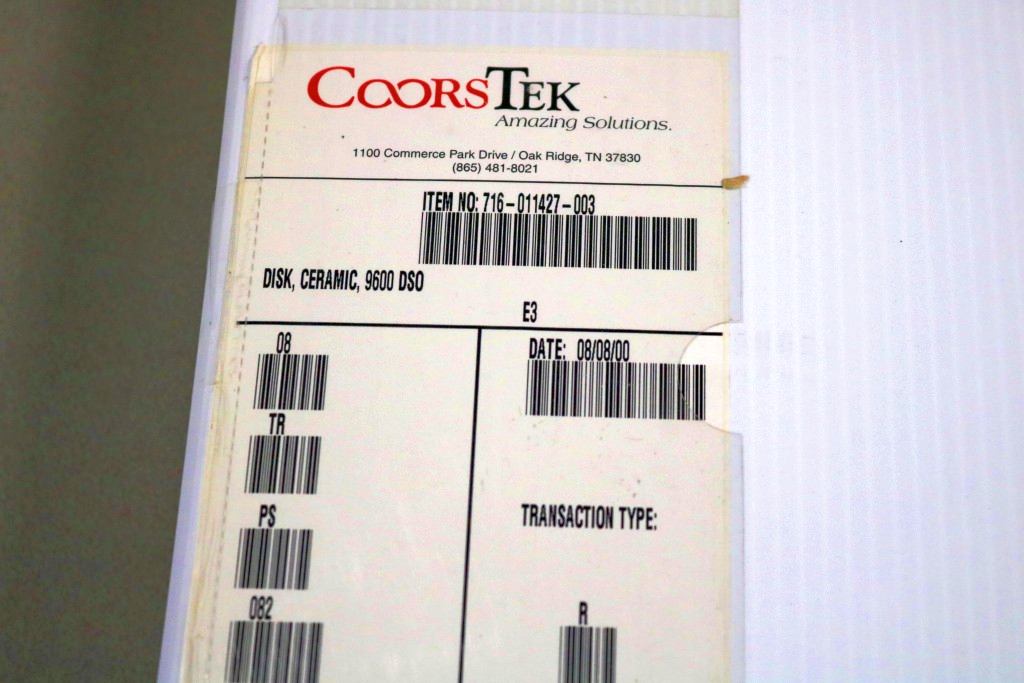 CoorsTek
Amazing Solutions.
1100 Commerce Park Drive / Oak Ridge, TN 37830
(865) 481-8021
ITEM NO: 716-011427-003
DISK, CERAMIC, 9600 DSO
E3
08
DATE: 08/08/00
TR
PS
TRANSACTION TYPE:
082
R